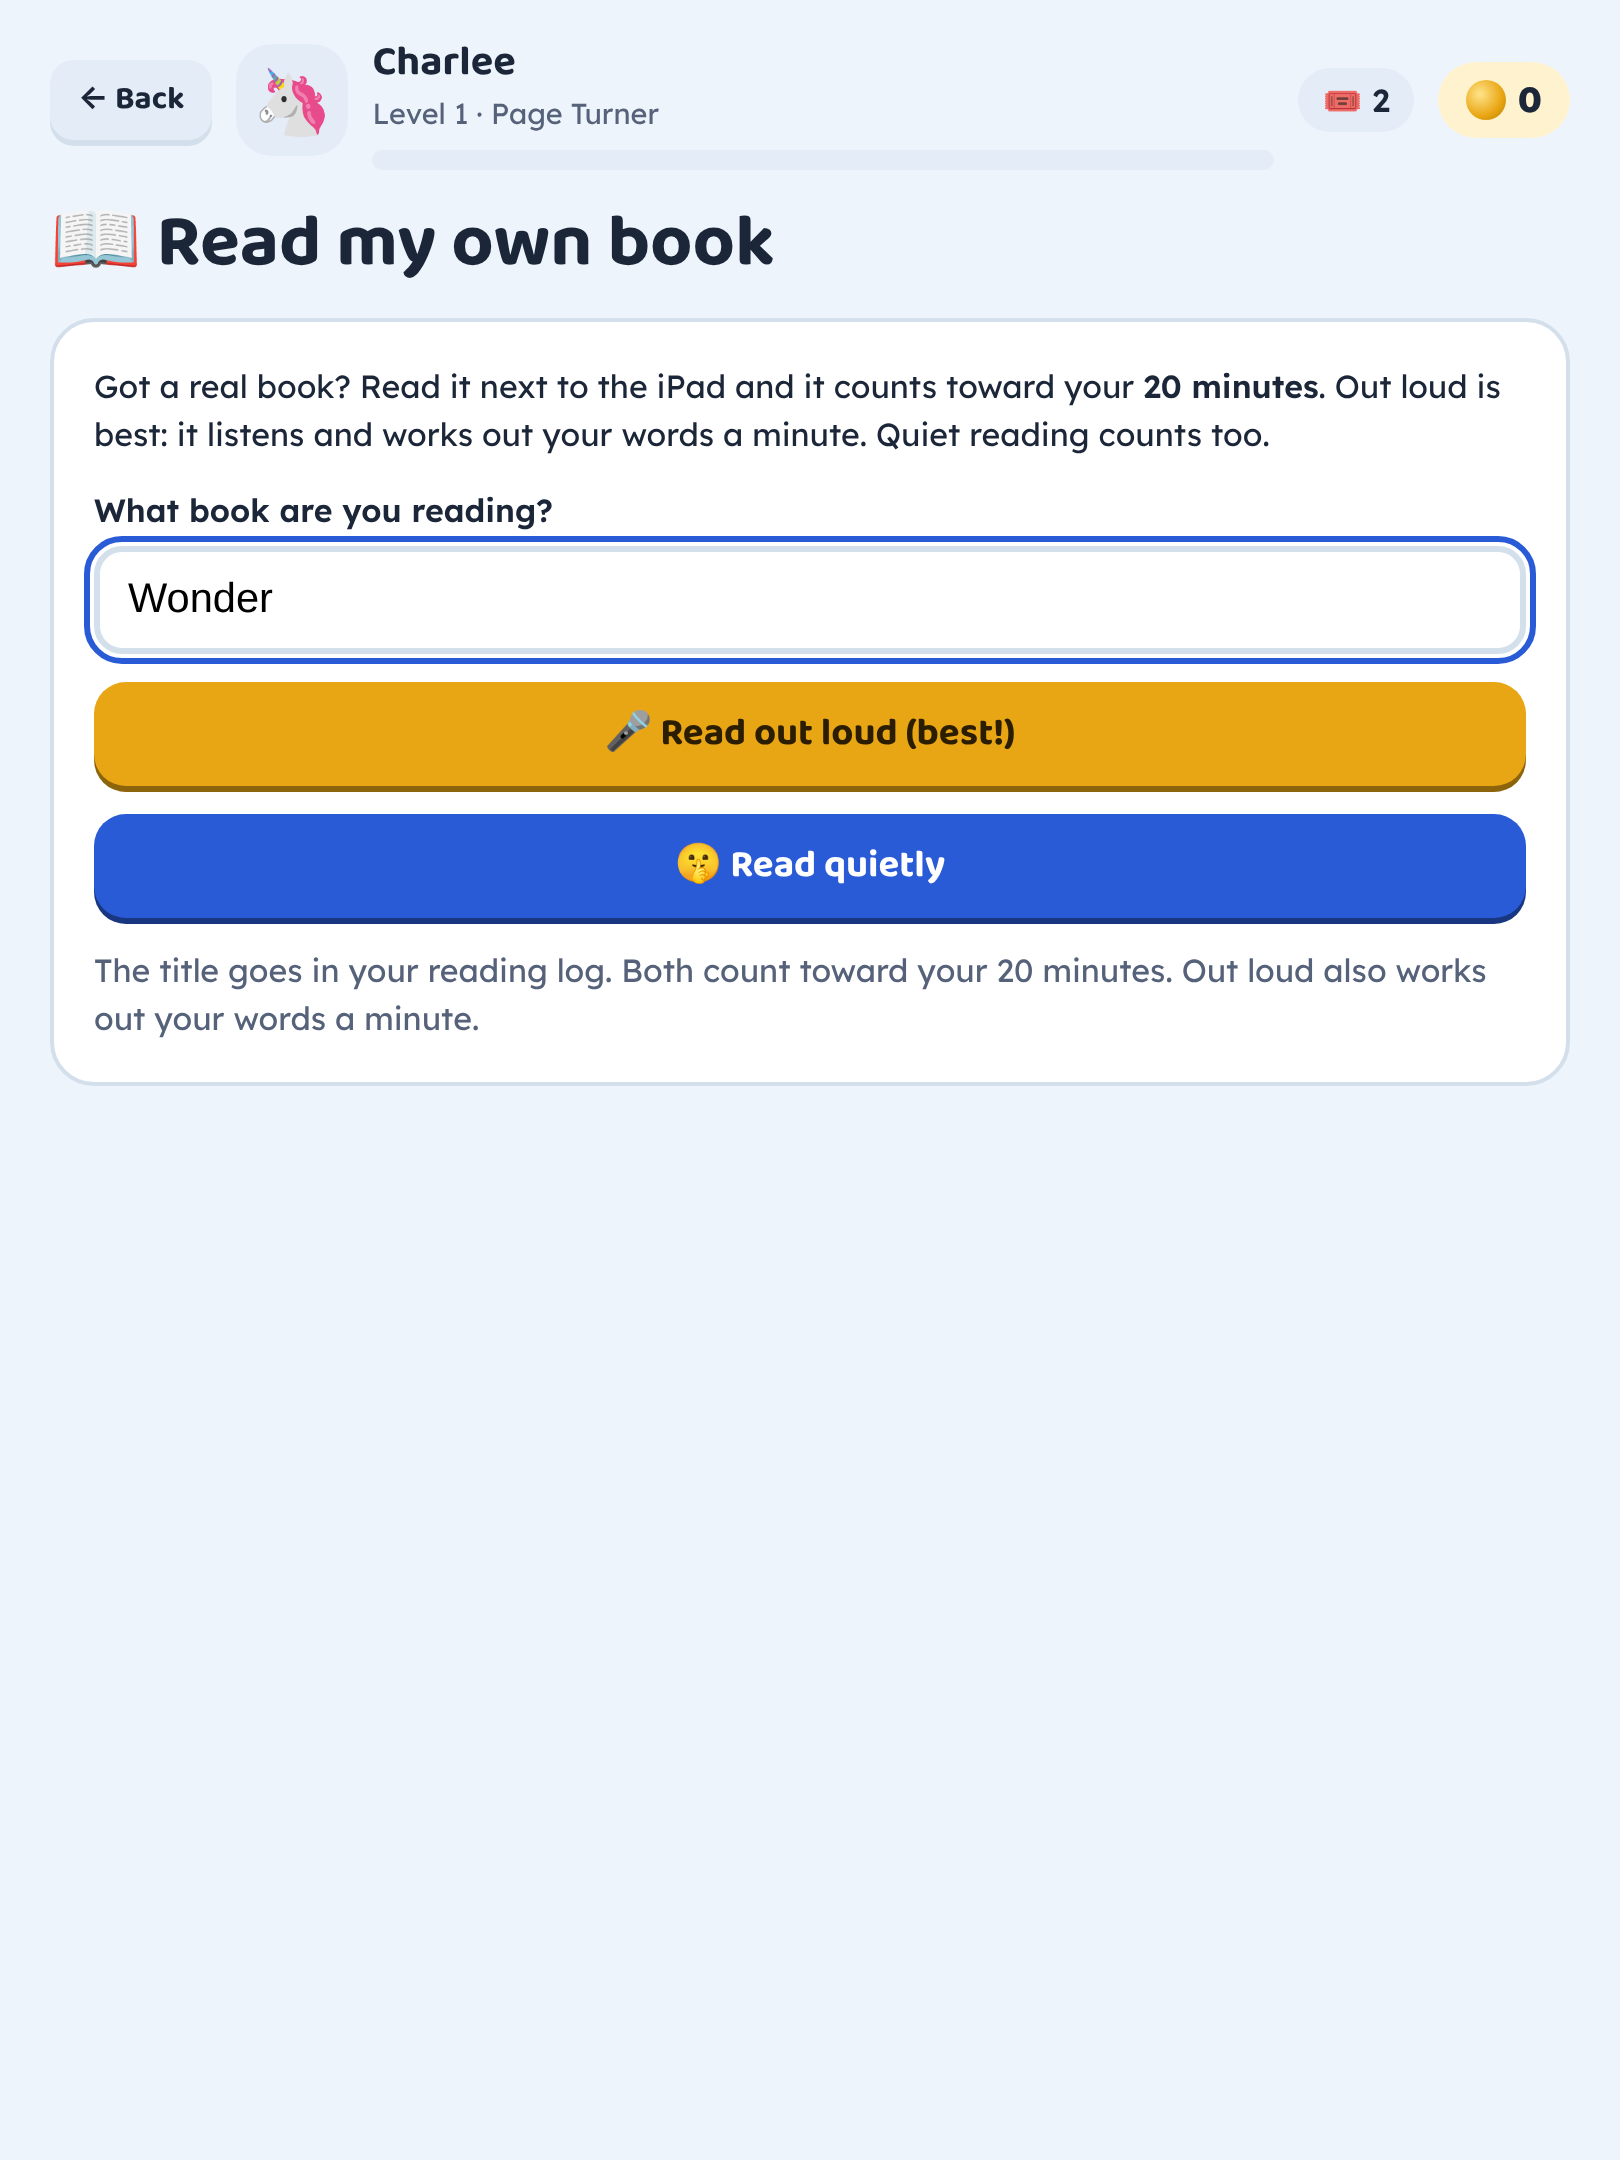 ← Back
Charlee
Level 1 · Page Turner
2
0
Read my own book
Got a real book? Read it next to the iPad and it counts toward your 20 minutes. Out loud is
best: it listens and works out your words a minute. Quiet reading counts too.
What book are you reading?
Wonder
Read out loud (best!)
Read quietly
The title goes in your reading log. Both count toward your 20 minutes. Out loud also works
out your words a minute.